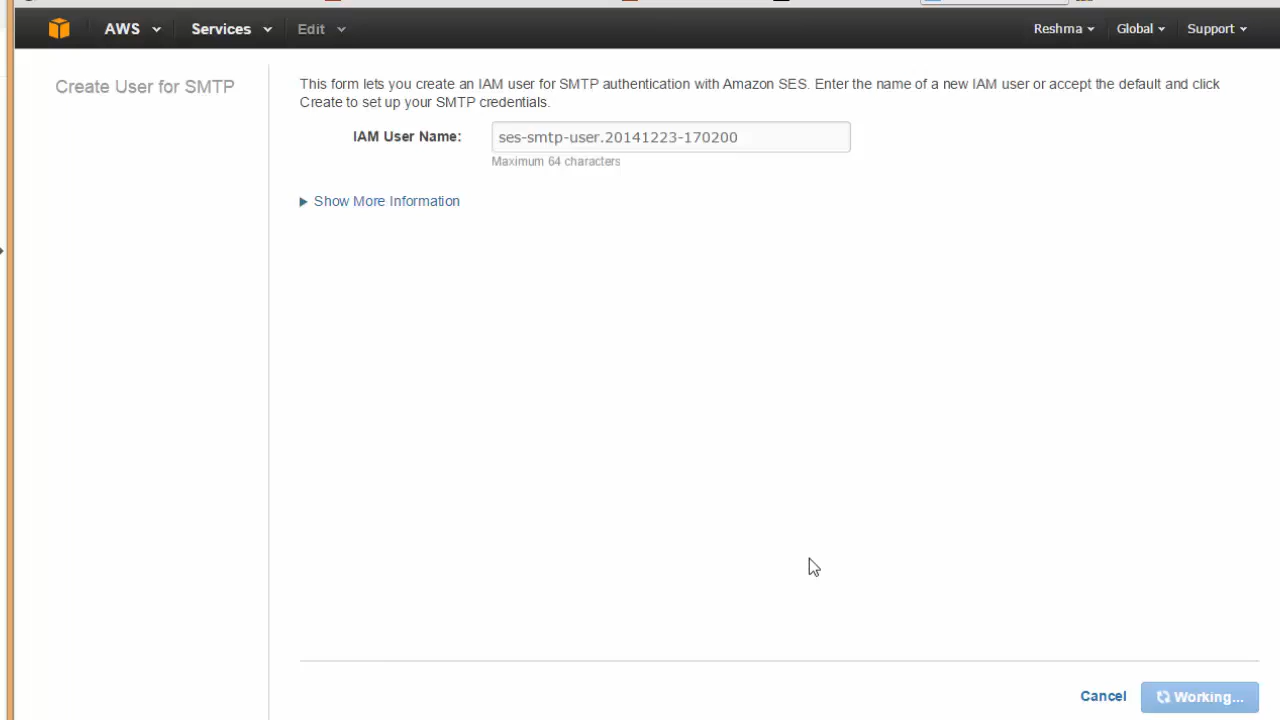 AWS Services Edit Reshma Global Support
Create User for SMTP
This form lets you create an IAM user for SMTP authentication with Amazon SES. Enter the name of a new IAM user or accept the default and click
Create to set up your SMTP credentials.
IAM User Name: ses-smtp-user.20141223-170200
Maximum 64 characters
Show More Information
Cancel Working...